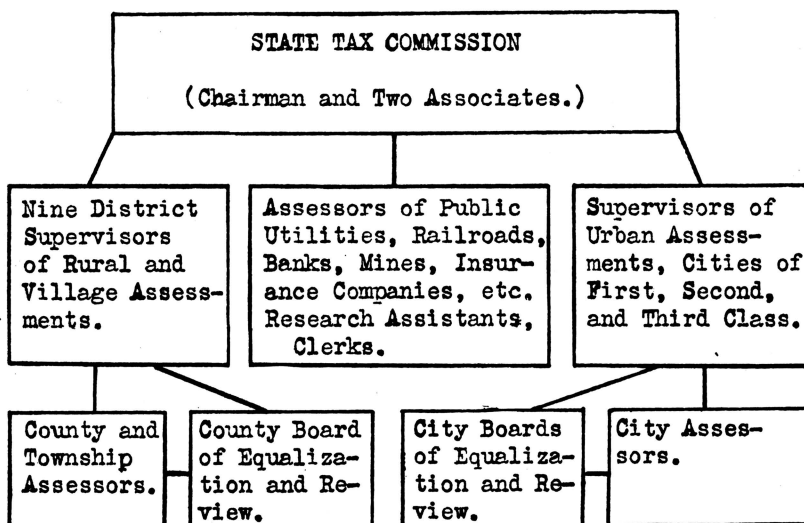 STATE TAX COMMISSION
(Chairman and Two Associates.)
Nine District
Supervisors
of Rural and
Village Assess-
ments.
Assessors of Public
Utilities, Railroads,
Banks, Mines, Insur-
ance Companies, etc.
Research Assistants,
Clerks.
Supervisors of
Urban Assess-
ments, Cities of
First, Second,
and Third Class.
County and
Township
Assessors.
County Board
of Equaliza-
tion and Re-
view.
City Boards
of Equaliza-
tion and Re-
view.
City Asses-
sors.